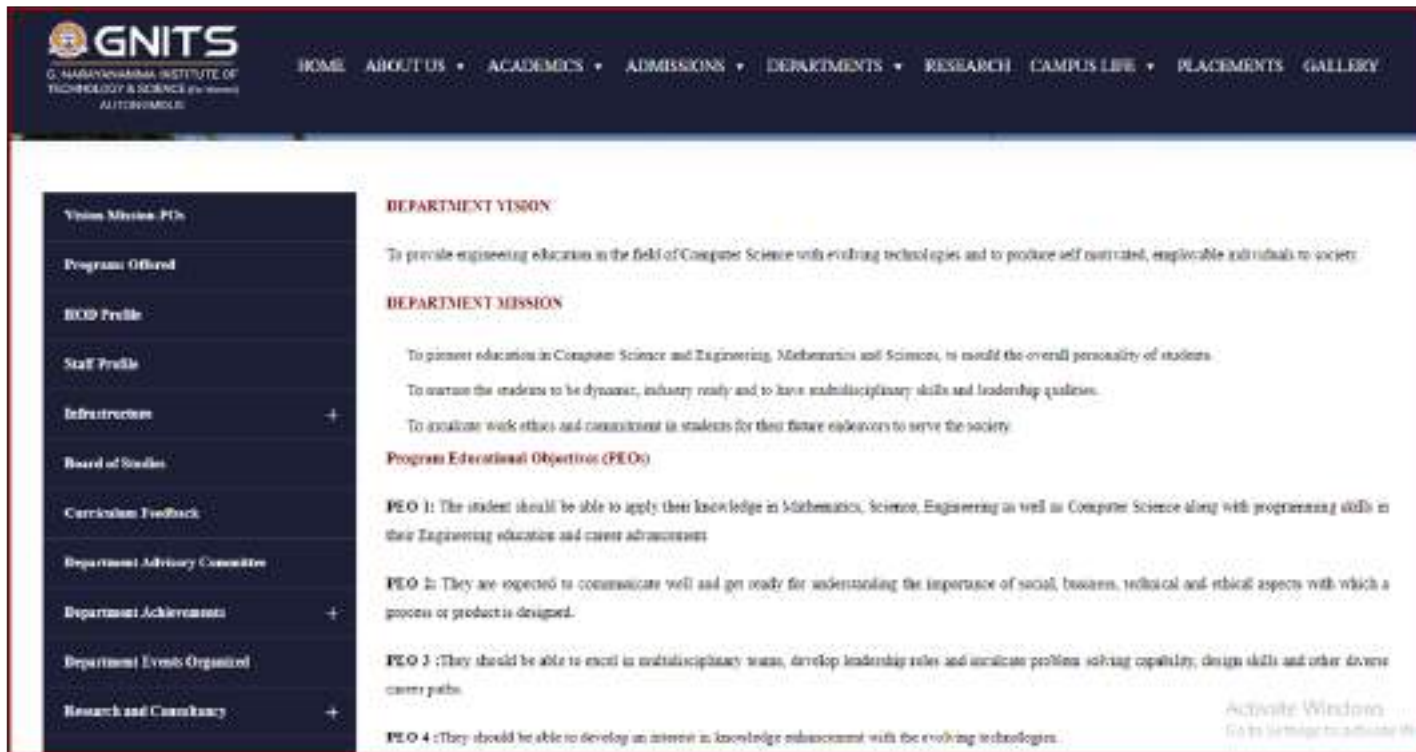 GNITS
G. NARAYANAMMA INSTITUTE OF
TECHNOLOGY & SCIENCE (For Women)
AUTONOMOUS
HOME ABOUT US ACADEMICS ADMISSIONS DEPARTMENTS RESEARCH CAMPUS LIFE PLACEMENTS GALLERY
Vision Mission POs
Programs Offered
HOD Profile
Staff Profile
Infrastructure +
Board of Studies
Curriculum Feedback
Department Advisory Committee
Department Achievements +
Department Events Organized
Research and Consultancy +
DEPARTMENT VISION
To provide engineering education in the field of Computer Science with evolving technologies and to produce self motivated, employable individuals to society.
DEPARTMENT MISSION
To pioneer education in Computer Science and Engineering, Mathematics and Sciences, to mould the overall personality of students.
To nurture the students to be dynamic, industry ready and to have multidisciplinary skills and leadership qualities.
To inculcate work ethics and commitment in students for their future endeavors to serve the society.
Program Educational Objectives (PEOs)
PEO 1: The student should be able to apply their knowledge in Mathematics, Science, Engineering as well as Computer Science along with programming skills in
their Engineering education and career advancement.
PEO 2: They are expected to communicate well and get ready for understanding the importance of social, business, technical and ethical aspects with which a
process or product is designed.
PEO 3 :They should be able to excel in multidisciplinary teams, develop leadership roles and inculcate problem solving capability, design skills and other diverse
career paths.
PEO 4 :They should be able to develop an interest in knowledge enhancement with the evolving technologies.
Activate Windows
Go to Settings to activate